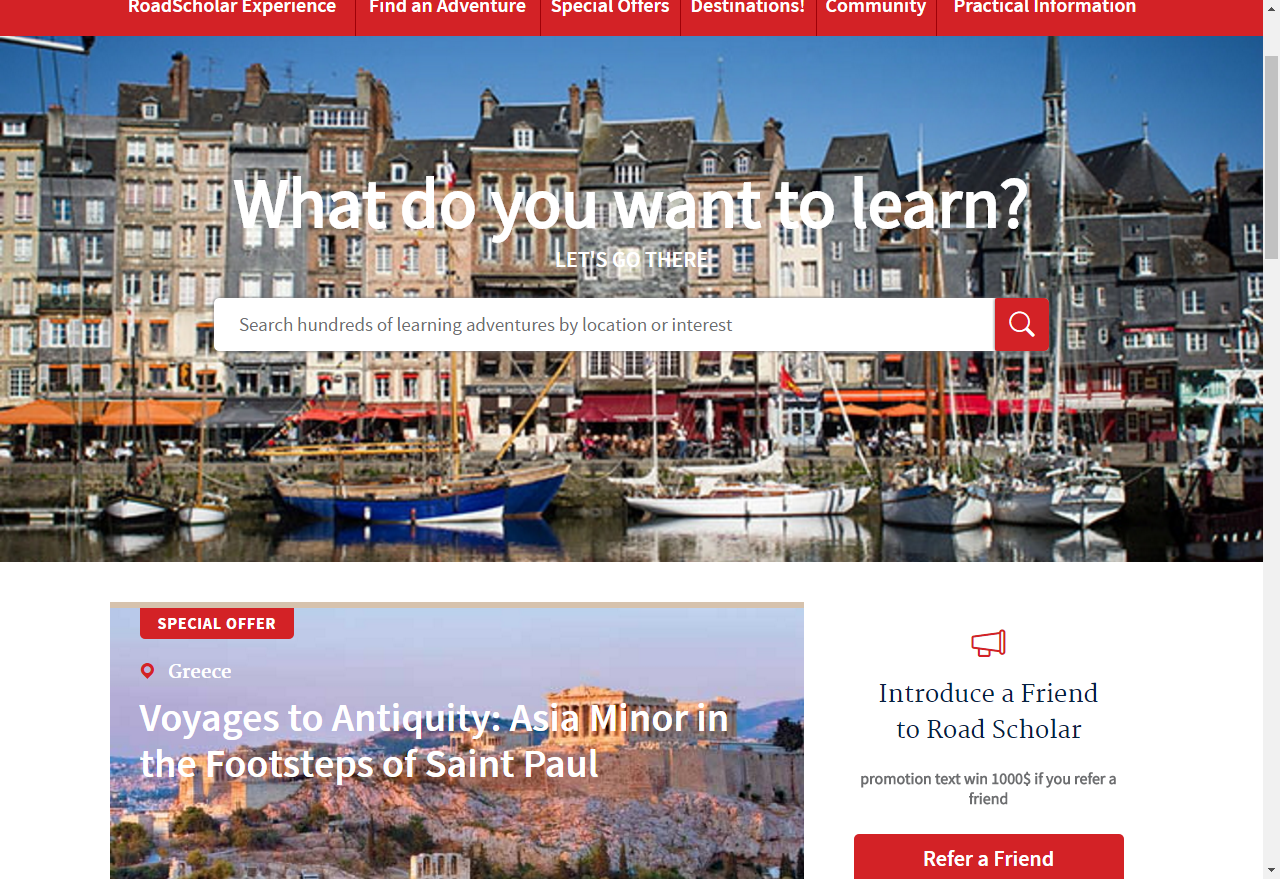 RoadScholar Experience
Find an Adventure
Special Offers
Destinations!
Community
Practical Information
What do you want to learn?
LET'S GO THERE
Search hundreds of learning adventures by location or interest
SPECIAL OFFER
Greece
Voyages to Antiquity: Asia Minor in
the Footsteps of Saint Paul
Introduce a Friend
to Road Scholar
promotion text win 1000$ if you refer a
friend
Refer a Friend